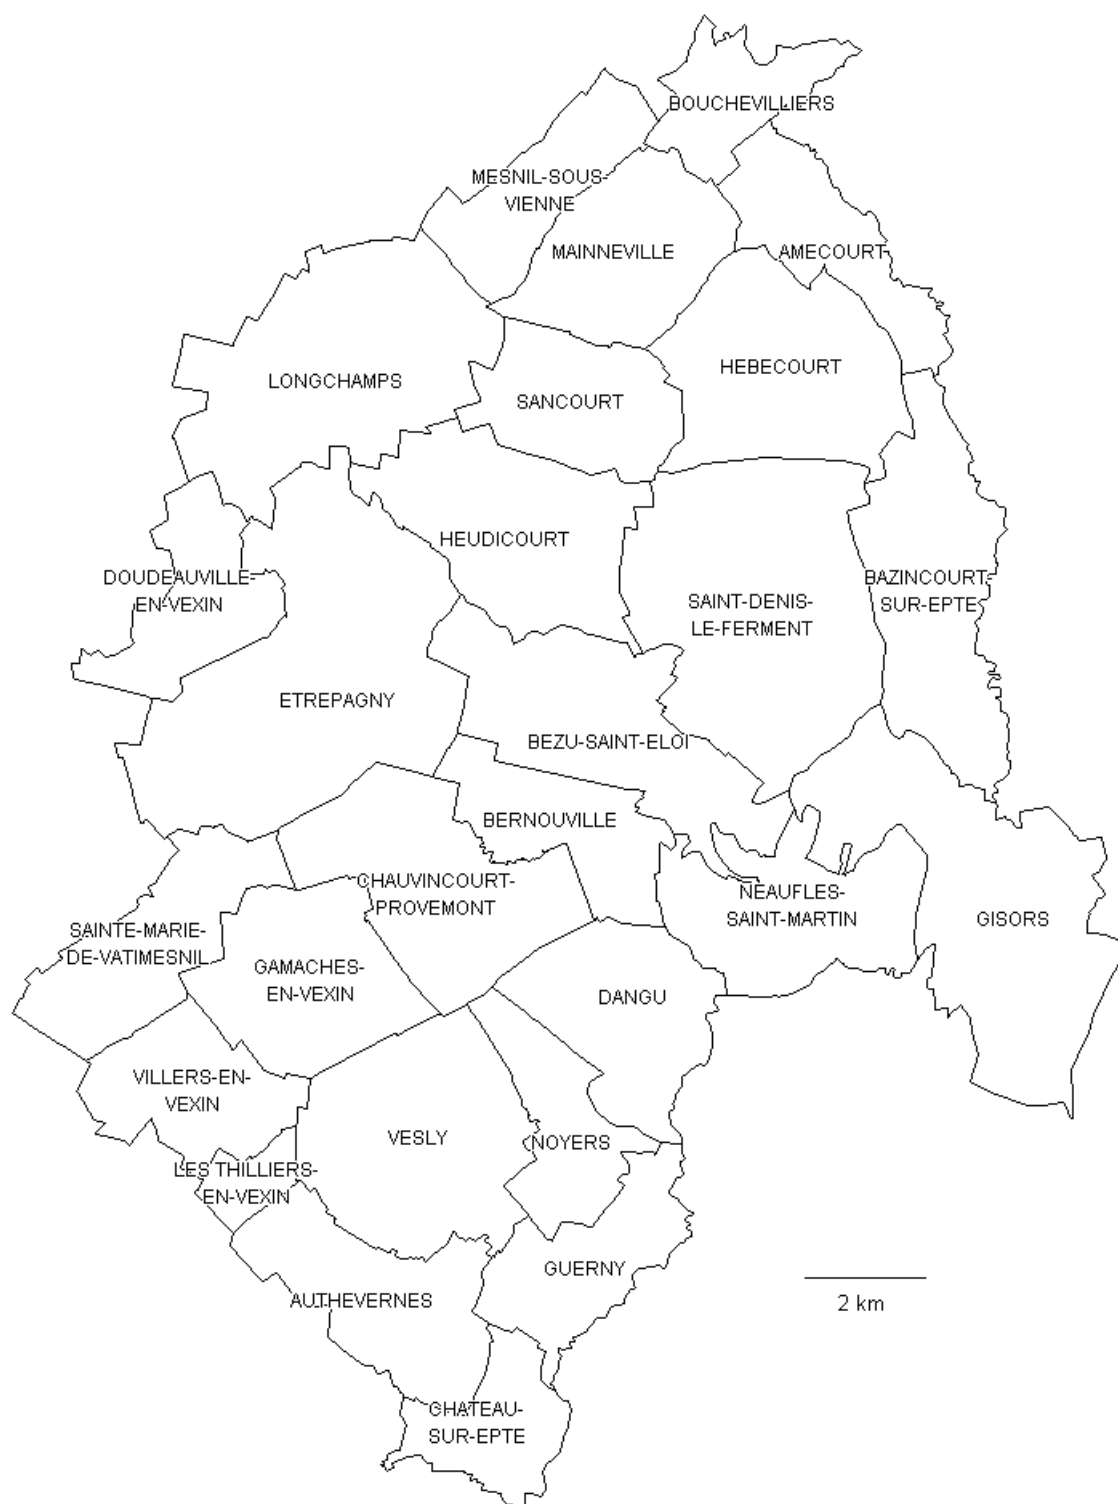 BOUCHEVILLIERS
MESNIL-SOUS-
VIENNE
MAINNEVILLE
AMECOURT
HEBECOURT
LONGCHAMPS
SANCOURT
HEUDICOURT
DOUDEAUVILLE-
EN-VEXIN
BAZINCOURT-
SUR-EPTE
SAINT-DENIS-
LE-FERMENT
ETREPAGNY
BEZU-SAINT-ELOI
BERNOUVILLE
CHAUVINCOURT-
PROVEMONT
NEAUFLES-
SAINT-MARTIN
GISORS
SAINTE-MARIE-
DE-VATIMESNIL
GAMACHES-
EN-VEXIN
DANGU
VILLERS-EN-
VEXIN
VESLY
NOYERS
LES THILLIERS-
EN-VEXIN
GUERNY
AUTHEVERNES
2 km
CHATEAU-
SUR-EPTE